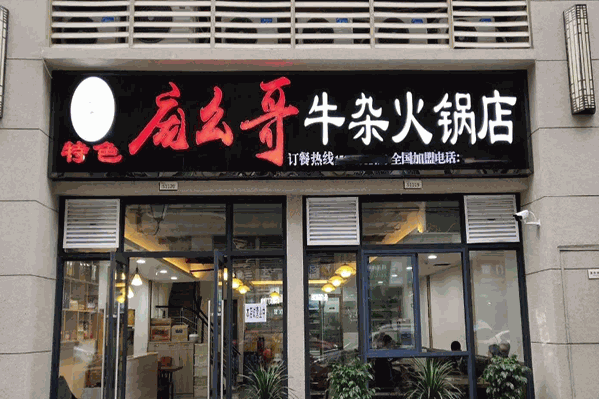 特色
幺哥牛杂火锅店
订餐热线
全国加盟电话: